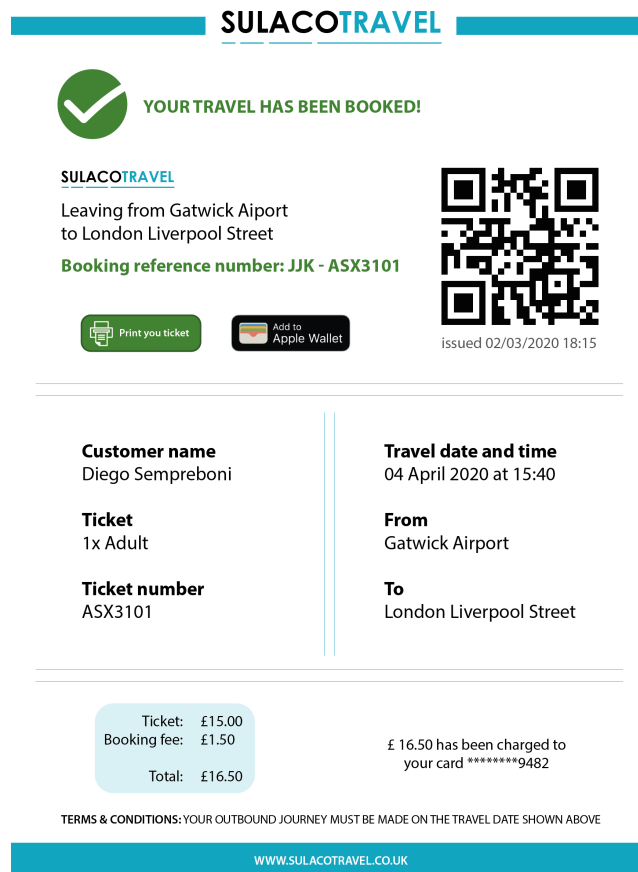 SULACOTRAVEL
YOUR TRAVEL HAS BEEN BOOKED!
SULACOTRAVEL
Leaving from Gatwick Aiport
to London Liverpool Street
Booking reference number: JJK - ASX3101
Print you ticket
Add to
Apple Wallet
issued 02/03/2020 18:15
Customer name
Diego Sempreboni
Ticket
1x Adult
Ticket number
ASX3101
Travel date and time
04 April 2020 at 15:40
From
Gatwick Airport
To
London Liverpool Street
Ticket: £15.00
Booking fee: £1.50
Total: £16.50
£ 16.50 has been charged to
your card ********9482
TERMS & CONDITIONS: YOUR OUTBOUND JOURNEY MUST BE MADE ON THE TRAVEL DATE SHOWN ABOVE
WWW.SULACOTRAVEL.CO.UK